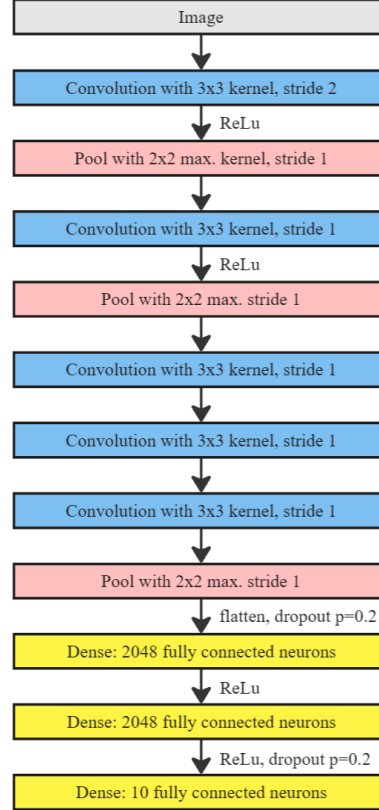 Image
Convolution with 3x3 kernel, stride 2
ReLu
Pool with 2x2 max. kernel, stride 1
Convolution with 3x3 kernel, stride 1
ReLu
Pool with 2x2 max. stride 1
Convolution with 3x3 kernel, stride 1
Convolution with 3x3 kernel, stride 1
Convolution with 3x3 kernel, stride 1
Pool with 2x2 max. stride 1
flatten, dropout p=0.2
Dense: 2048 fully connected neurons
ReLu
Dense: 2048 fully connected neurons
ReLu, dropout p=0.2
Dense: 10 fully connected neurons